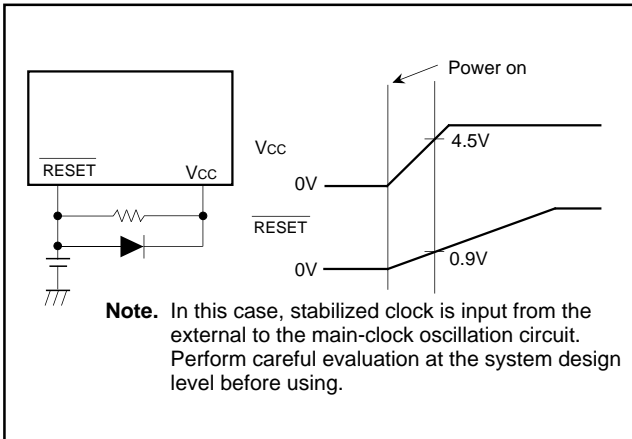 Power on
RESET
Vcc
Vcc
4.5V
0V
RESET
0V
0.9V
Note. In this case, stabilized clock is input from the
external to the main-clock oscillation circuit.
Perform careful evaluation at the system design
level before using.